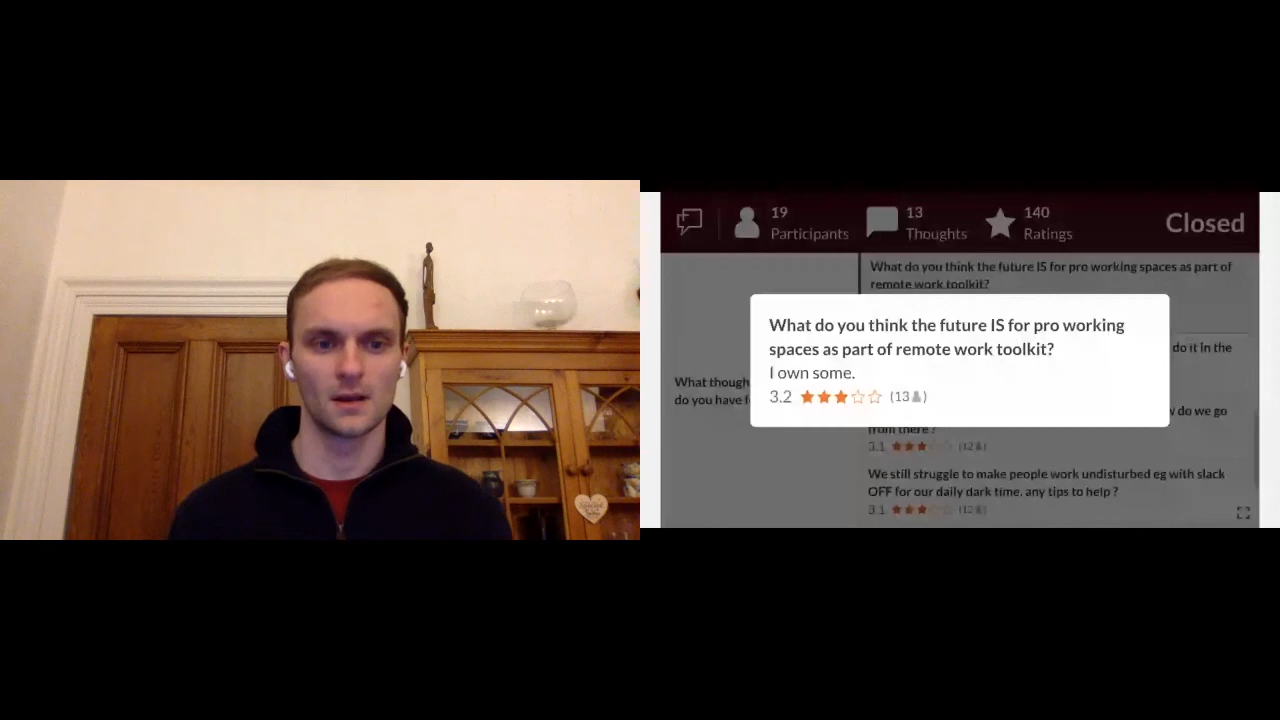 19
Participants
13
Thoughts
140
Ratings
Closed
What do you think the future IS for pro working spaces as part of
remote work toolkit?
What do you think the future IS for pro working
spaces as part of remote work toolkit?
I own some.
3.2 (13)
do it in the
What though
do you have f
do we go
from there ?
3.1 (12)
We still struggle to make people work undisturbed eg with slack
OFF for our daily dark time. any tips to help ?
3.1 (12)